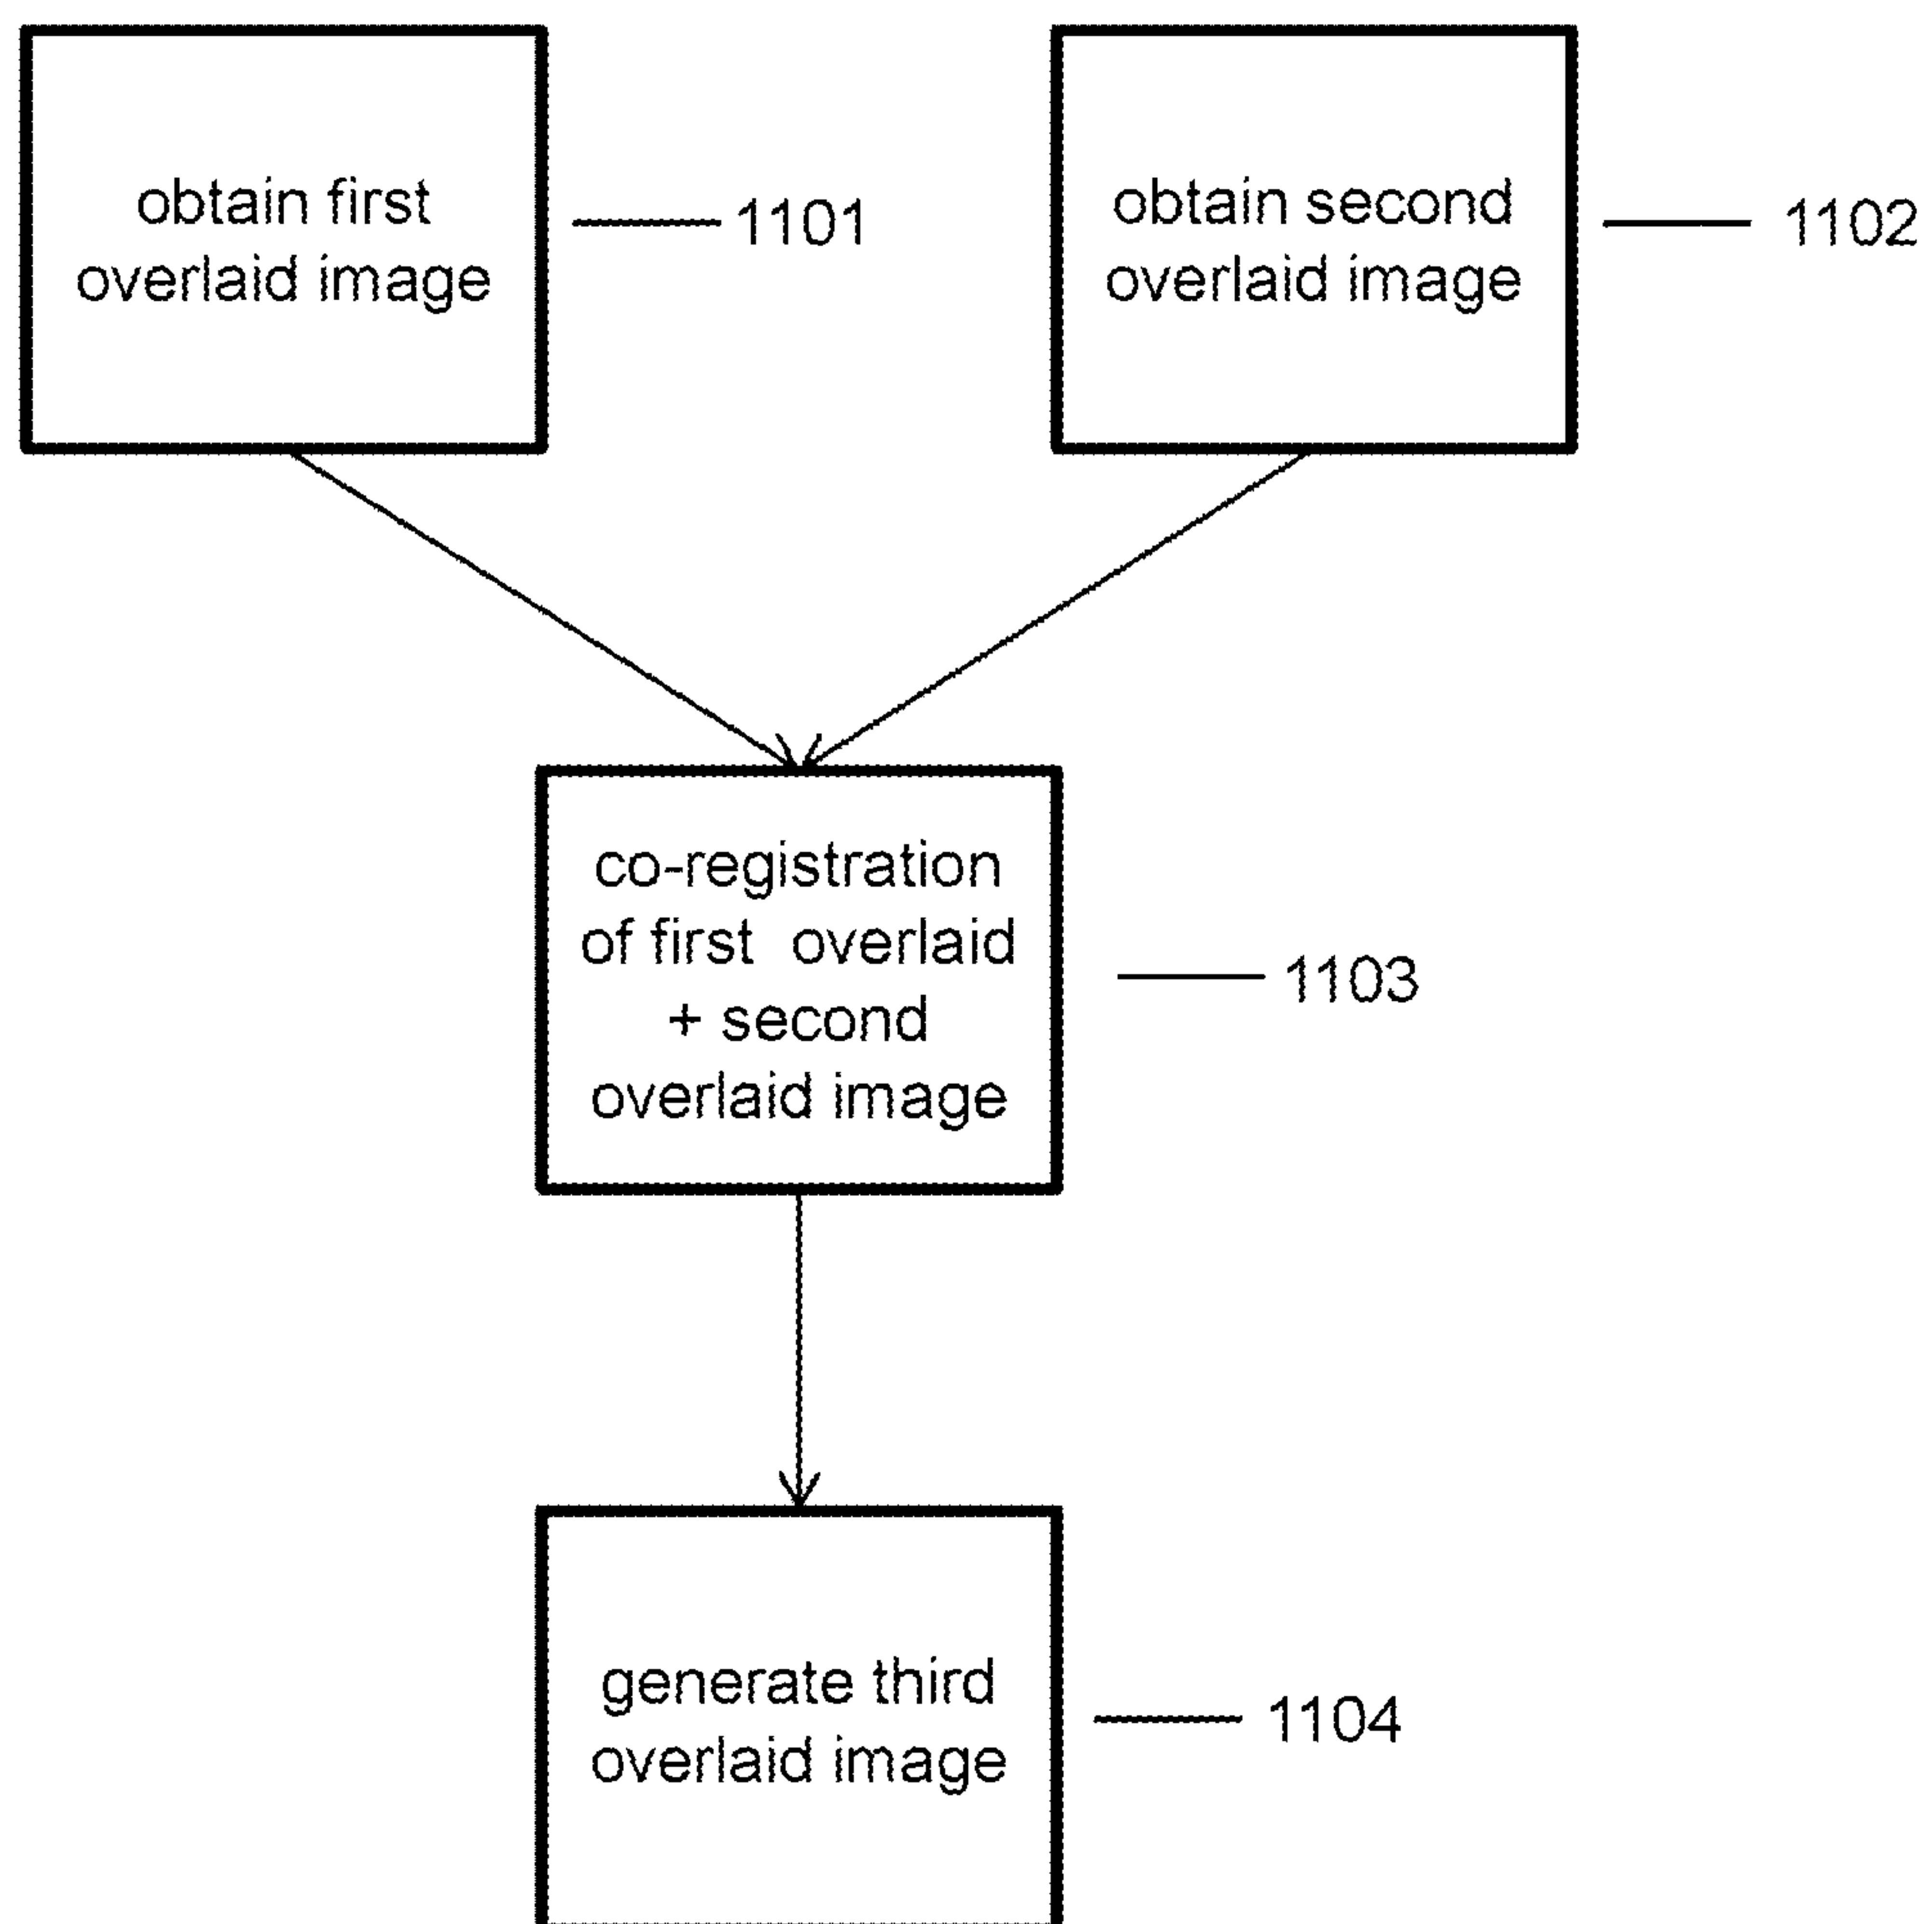 obtain first
overlaid image
1101
obtain second
overlaid image
1102
co-registration
of first overlaid
+ second
overlaid image
1103
generate third
overlaid image
1104